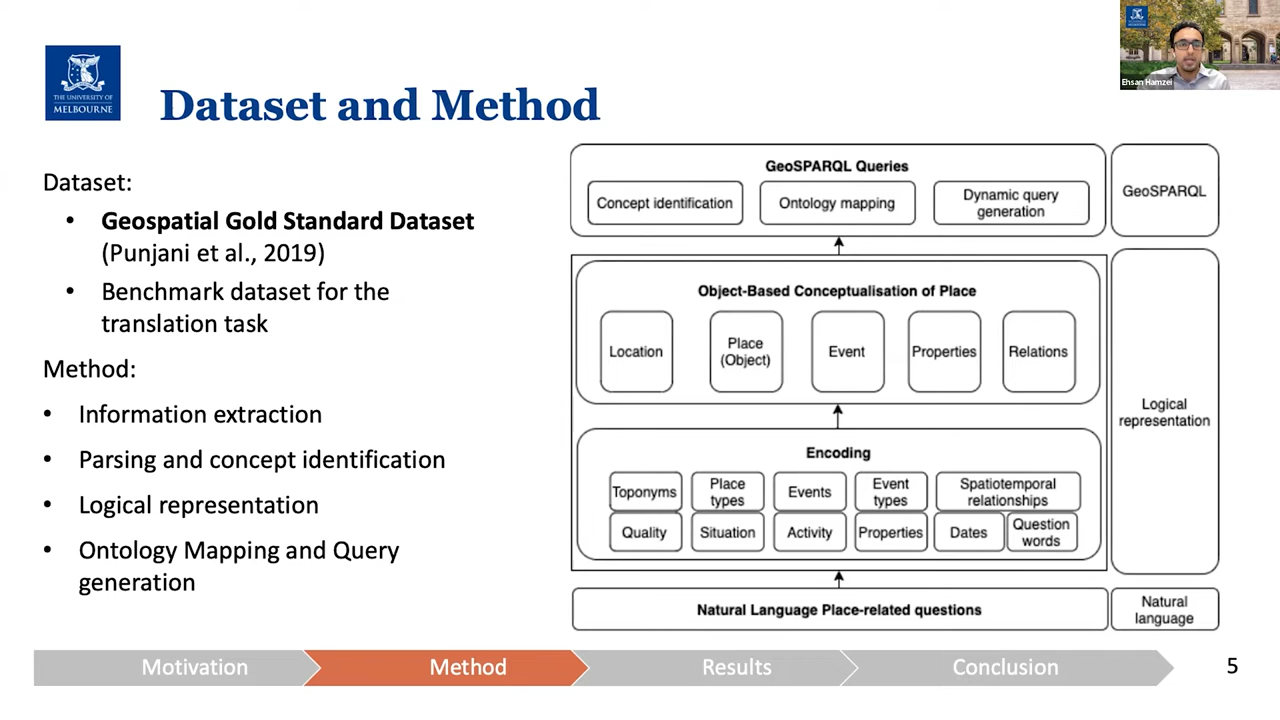 THE UNIVERSITY OF
MELBOURNE
Dataset and Method
Ehsan Hamzei
Dataset:
• Geospatial Gold Standard Dataset
(Punjani et al., 2019)
• Benchmark dataset for the
translation task
Method:
• Information extraction
• Parsing and concept identification
• Logical representation
• Ontology Mapping and Query
generation
GeoSPARQL Queries
Concept identification
Ontology mapping
Dynamic query
generation
GeoSPARQL
Object-Based Conceptualisation of Place
Location
Place
(Object)
Event
Properties
Relations
Logical
representation
Encoding
Toponyms
Place
types
Events
Event
types
Spatiotemporal
relationships
Quality
Situation
Activity
Properties
Dates
Question
words
Natural Language Place-related questions
Natural
language
Motivation
Method
Results
Conclusion
5